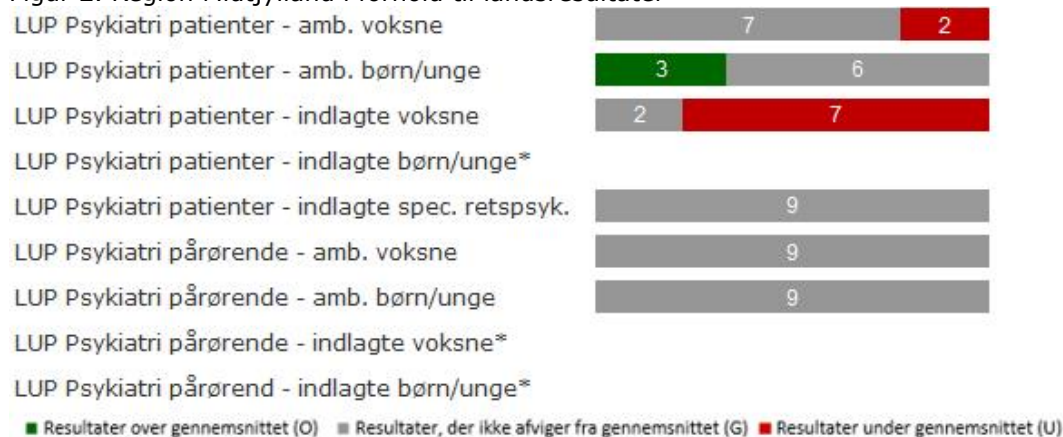 LUP Psykiatri patienter - amb. voksne 7 2
LUP Psykiatri patienter - amb. børn/unge 3 6
LUP Psykiatri patienter - indlagte voksne 2 7
LUP Psykiatri patienter - indlagte børn/unge*
LUP Psykiatri patienter - indlagte spec. retspsyk. 9
LUP Psykiatri pårørende - amb. voksne 9
LUP Psykiatri pårørende - amb. børn/unge 9
LUP Psykiatri pårørende - indlagte voksne*
LUP Psykiatri pårørend - indlagte børn/unge*
Resultater over gennemsnittet (O) Resultater, der ikke afviger fra gennemsnittet (G) Resultater under gennemsnittet (U)